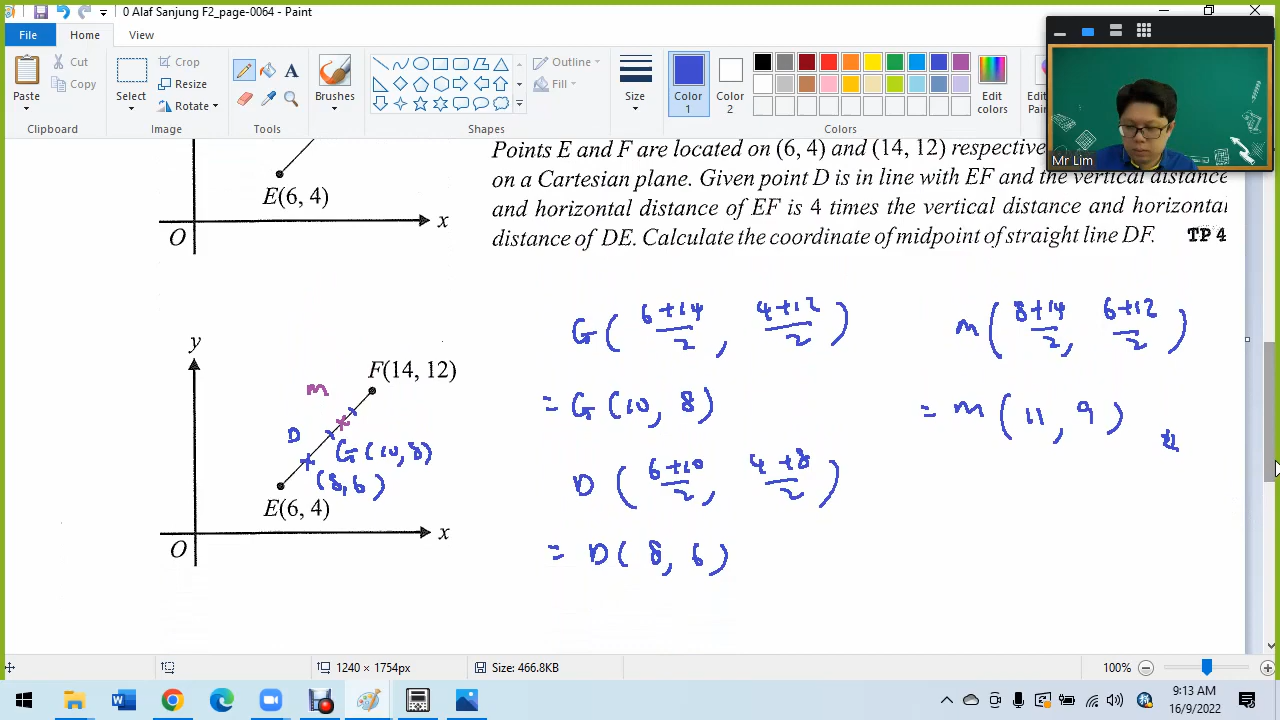 0 Alaf Sanjung F2_page-0064 - Paint
File Home View
Paste Cut Copy Clipboard
Select Crop Resize Rotate Image
Tools
Brushes
Outline Fill Shapes
Size
Color 1 Color 2 Edit colors Colors
Edit Pain
Mr Lim
E(6, 4)
x
O
Points E and F are located on (6, 4) and (14, 12)
on a Cartesian plane. Given point D is in line with EF and the vertical distance
and horizontal distance of EF is 4 times the vertical distance and horizontal
distance of DE. Calculate the coordinate of midpoint of straight line DF. TP 4
y
F(14, 12)
m
D
G(10, 8)
(8, 6)
E(6, 4)
x
O
G(6+14/2, 4+12/2)
= G(10, 8)
D(6+10/2, 4+8/2)
= D(8, 6)
M(8+14/2, 6+12/2)
= M(11, 9)
1240 × 1754px
Size: 466.8KB
100%
9:13 AM
16/9/2022